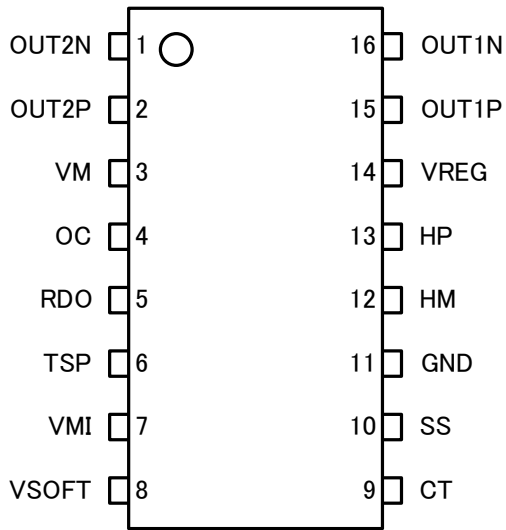 OUT2N 1 16 OUT1N
OUT2P 2 15 OUT1P
VM 3 14 VREG
OC 4 13 HP
RDO 5 12 HM
TSP 6 11 GND
VMI 7 10 SS
VSOFT 8 9 CT